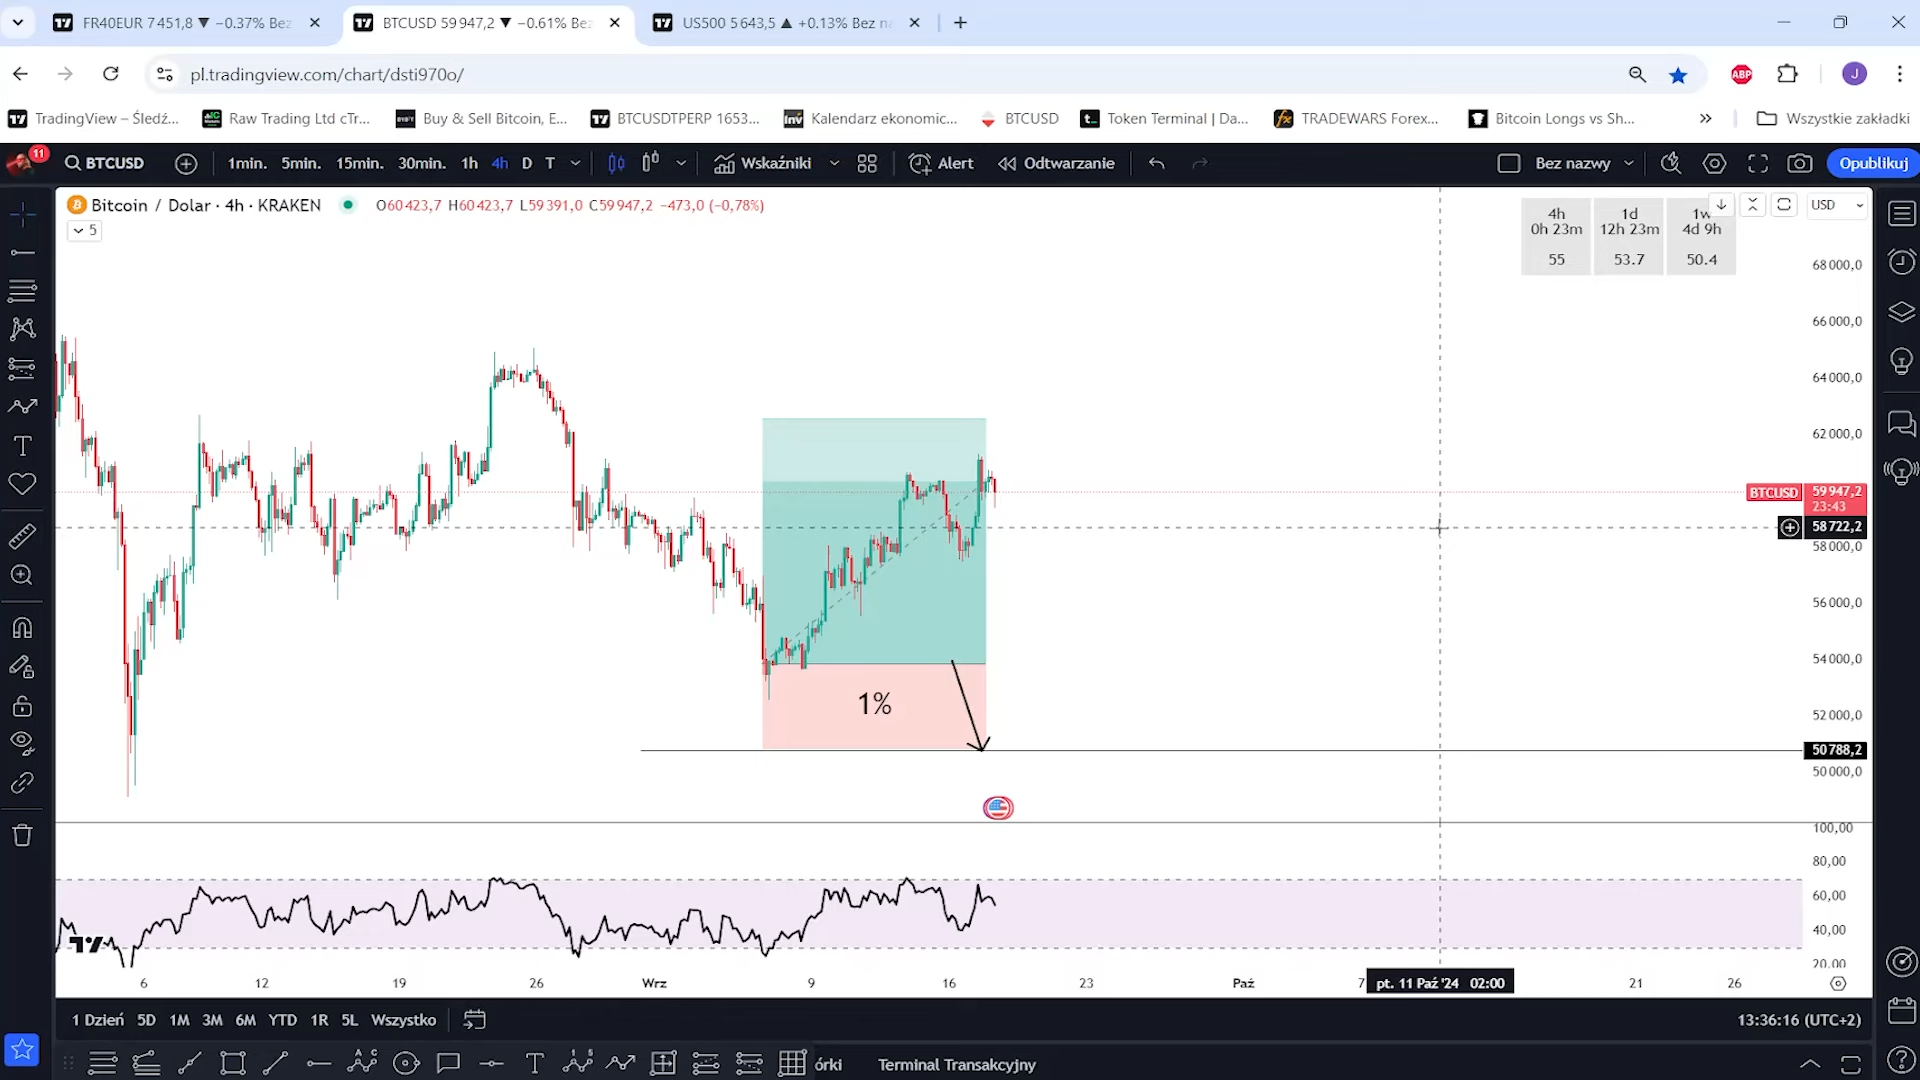 FR40EUR 7 451,8 ▼ −0.37% Bez
BTCUSD 59 947,2 ▼ −0.61% Bez
US500 5 643,5 ▲ +0.13% Bez n
pl.tradingview.com/chart/dsti970o/
ABP
J
TradingView – Śledź...
Raw Trading Ltd cTr...
Buy & Sell Bitcoin, E...
BTCUSDTPERP 1653...
Kalendarz ekonomic...
BTCUSD
Token Terminal | Da...
TRADEWARS Forex...
Bitcoin Longs vs Sh...
Wszystkie zakładki
11
BTCUSD
1min. 5min. 15min. 30min. 1h 4h D T
Wskaźniki
Alert
Odtwarzanie
Bez nazwy
Opublikuj
Bitcoin / Dolar · 4h · KRAKEN
O60 423,7 H60 423,7 L59 391,0 C59 947,2 −473,0 (−0,78%)
5
4h 1d 1w
0h 23m 12h 23m 4d 9h
55 53.7 50.4
USD
68 000,0
66 000,0
64 000,0
62 000,0
BTCUSD 59 947,2
23:43
58 722,2
58 000,0
56 000,0
54 000,0
1%
52 000,0
50 788,2
50 000,0
100,00
80,00
60,00
40,00
20,00
6 12 19 26 Wrz 9 16 23 Paź 7 pt. 11 Paź '24 02:00 21 26
1 Dzień 5D 1M 3M 6M YTD 1R 5L Wszystko
13:36:16 (UTC+2)
órki
Terminal Transakcyjny